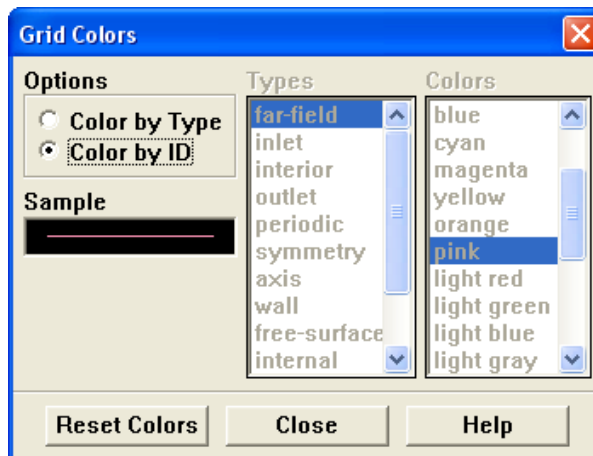 Grid Colors
Options
Color by Type
Color by ID
Sample
Types
far-field
inlet
interior
outlet
periodic
symmetry
axis
wall
free-surface
internal
Colors
blue
cyan
magenta
yellow
orange
pink
light red
light green
light blue
light gray
Reset Colors
Close
Help